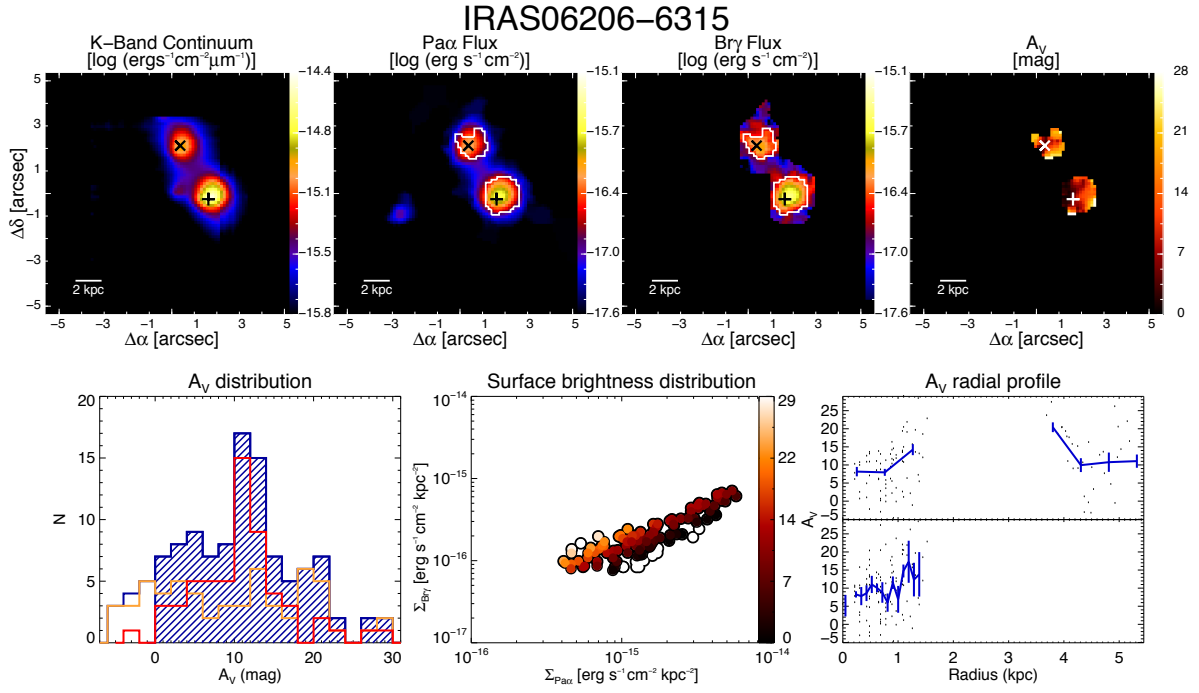 IRAS06206−6315
K−Band Continuum
[log (ergs⁻¹cm⁻²μm⁻¹)]
Paα Flux
[log (erg s⁻¹cm⁻²)]
Brγ Flux
[log (erg s⁻¹cm⁻²)]
A_V
[mag]
Δδ [arcsec]
5
3
1
−1
−3
−5
2 kpc
−5 −3 −1 1 3 5
Δα [arcsec]
−14.4
−14.8
−15.1
−15.5
−15.8
2 kpc
−5 −3 −1 1 3 5
Δα [arcsec]
−15.1
−15.7
−16.4
−17.0
−17.6
2 kpc
−5 −3 −1 1 3 5
Δα [arcsec]
−15.1
−15.7
−16.4
−17.0
−17.6
2 kpc
−5 −3 −1 1 3 5
Δα [arcsec]
28
21
14
7
0
A_V distribution
N
20
15
10
5
0
0 10 20 30
A_V (mag)
Surface brightness distribution
Σ_Brγ [erg s⁻¹ cm⁻² kpc⁻²]
10⁻¹⁴
10⁻¹⁵
10⁻¹⁶
10⁻¹⁷
10⁻¹⁶ 10⁻¹⁵ 10⁻¹⁴
Σ_Paα [erg s⁻¹ cm⁻² kpc⁻²]
29
22
14
7
0
A_V radial profile
A_V
25
20
15
10
5
0
−5
25
20
15
10
5
0
−5
0 1 2 3 4 5
Radius (kpc)